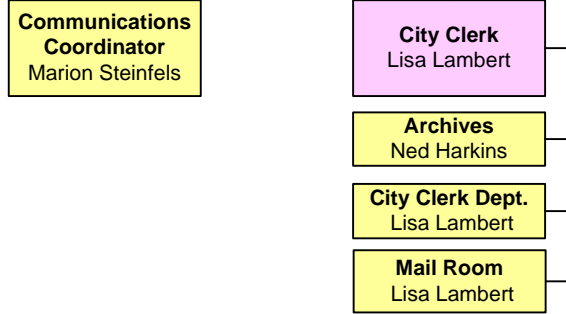 Communications
Coordinator
Marion Steinfels
City Clerk
Lisa Lambert
Archives
Ned Harkins
City Clerk Dept.
Lisa Lambert
Mail Room
Lisa Lambert